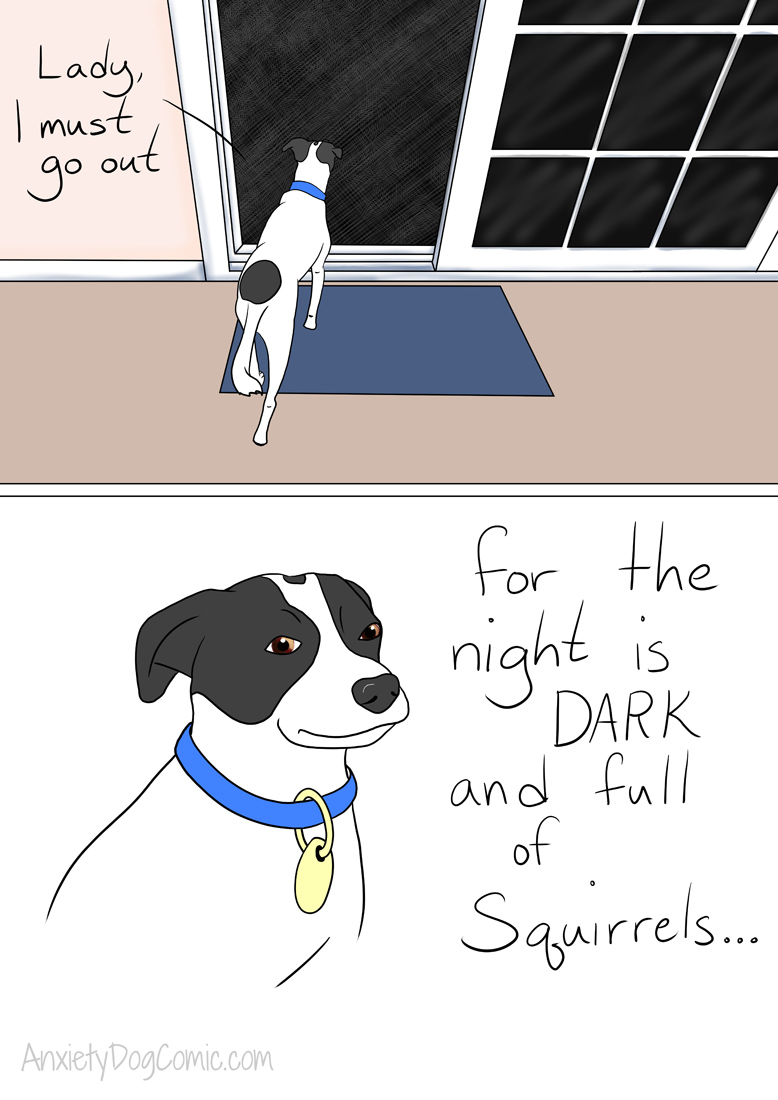 Lady,
I must
go out
for the
night is
DARK
and full
of
Squirrels...
AnxietyDogComic.com